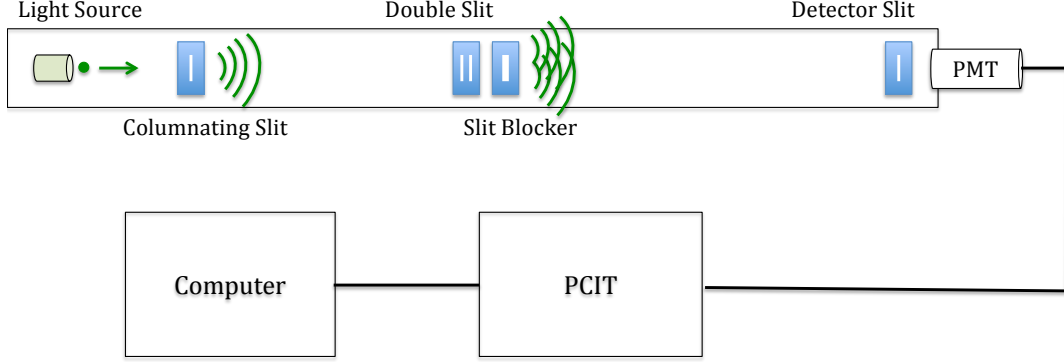 Light Source
Double Slit
Detector Slit
PMT
Columnating Slit
Slit Blocker
Computer
PCIT